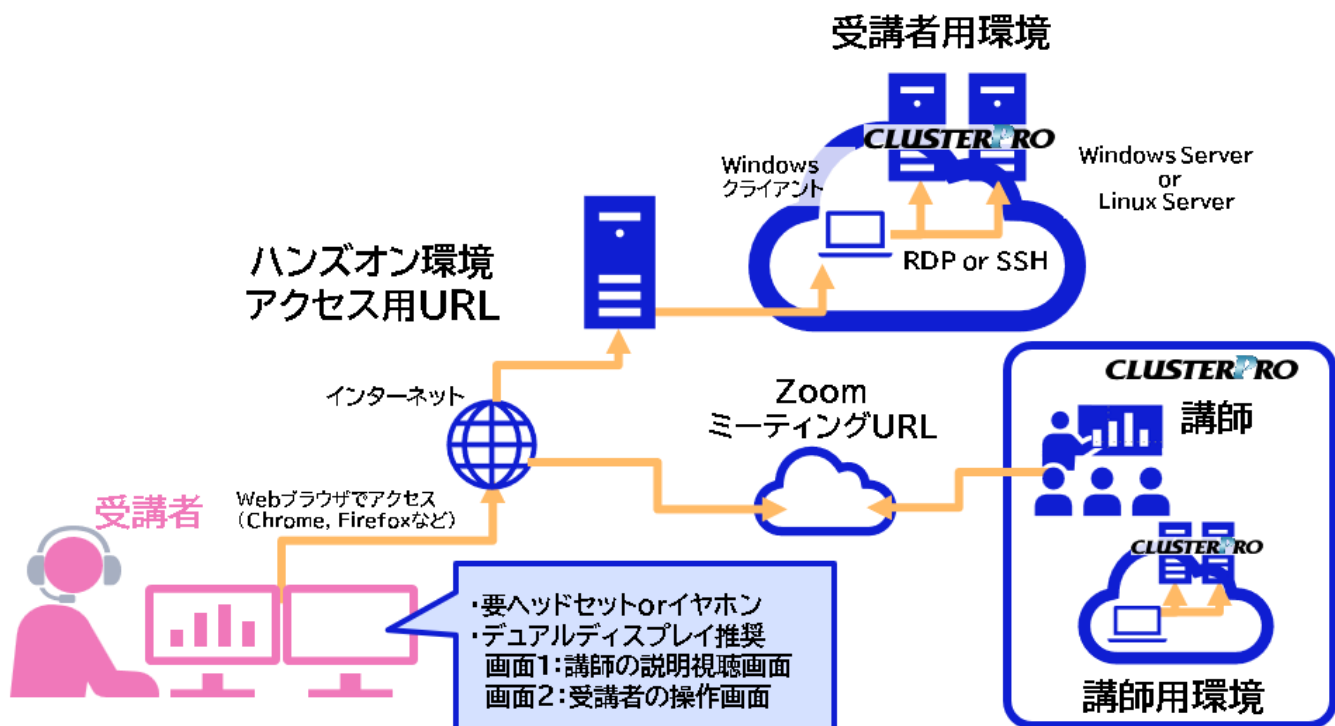 受講者用環境
CLUSTERPRO
Windows
クライアント
Windows Server
or
Linux Server
RDP or SSH
ハンズオン環境
アクセス用URL
インターネット
Zoom
ミーティングURL
CLUSTERPRO
講師
受講者
Webブラウザでアクセス
(Chrome, Firefoxなど)
CLUSTERPRO
講師用環境
・要ヘッドセットorイヤホン
・デュアルディスプレイ推奨
画面1:講師の説明視聴画面
画面2:受講者の操作画面